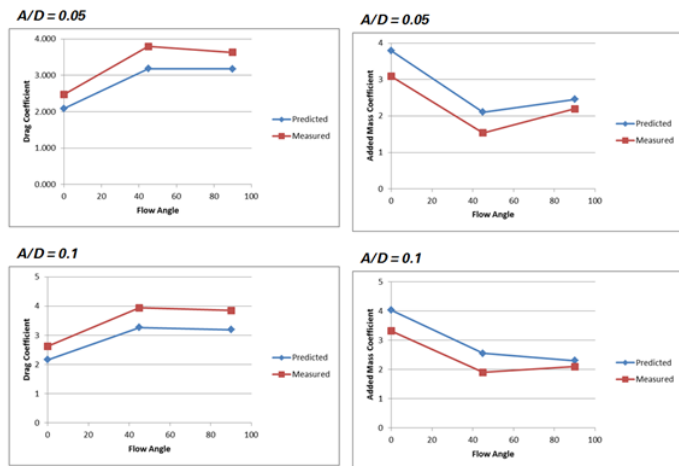 A/D = 0.05
4.000
3.000
2.000
1.000
0.000
Drag Coefficient
0 20 40 60 80 100
Flow Angle
Predicted
Measured
A/D = 0.05
4
3
2
1
0
Added Mass Coefficient
0 20 40 60 80 100
Flow Angle
Predicted
Measured
A/D = 0.1
5
4
3
2
1
0
Drag Coefficient
0 20 40 60 80 100
Flow Angle
Predicted
Measured
A/D = 0.1
5
4
3
2
1
0
Added Mass Coefficient
0 20 40 60 80 100
Flow Angle
Predicted
Measured